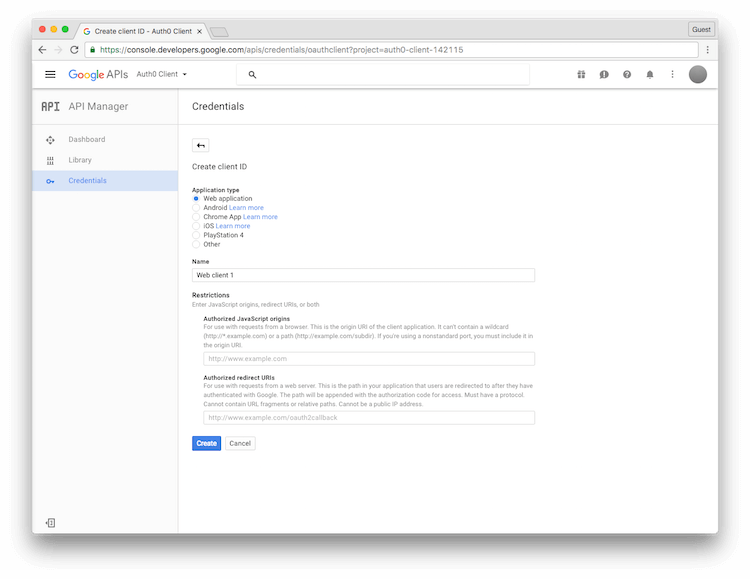 Create client ID - Auth0 Client
Guest
https://console.developers.google.com/apis/credentials/oauthclient?project=auth0-client-142115
Google APIs
Auth0 Client
API API Manager
Credentials
Dashboard
Library
Credentials
Create client ID
Application type
Web application
Android Learn more
Chrome App Learn more
iOS Learn more
PlayStation 4
Other
Name
Web client 1
Restrictions
Enter JavaScript origins, redirect URIs, or both
Authorized JavaScript origins
For use with requests from a browser. This is the origin URI of the client application. It can't contain a wildcard
(http://*.example.com) or a path (http://example.com/subdir). If you're using a nonstandard port, you must include it in
the origin URI.
http://www.example.com
Authorized redirect URIs
For use with requests from a web server. This is the path in your application that users are redirected to after they have
authenticated with Google. The path will be appended with the authorization code for access. Must have a protocol.
Cannot contain URL fragments or relative paths. Cannot be a public IP address.
http://www.example.com/oauth2callback
Create
Cancel